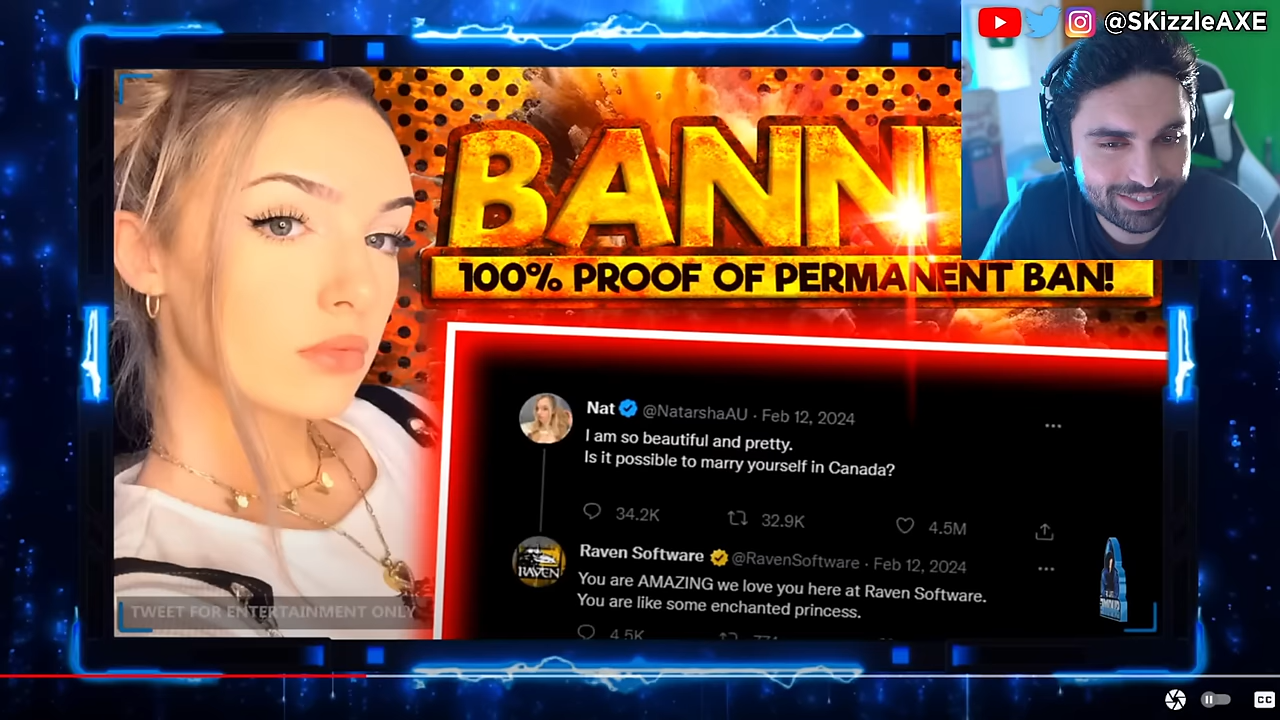 @SKizzleAXE
BANN
100% PROOF OF PERMANENT BAN!
Nat @NatarshaAU · Feb 12, 2024
I am so beautiful and pretty.
Is it possible to marry yourself in Canada?
34.2K 32.9K 4.5M
Raven Software @RavenSoftware · Feb 12, 2024
RAVEN
You are AMAZING we love you here at Raven Software.
You are like some enchanted princess.
4.5K
TWEET FOR ENTERTAINMENT ONLY
CC